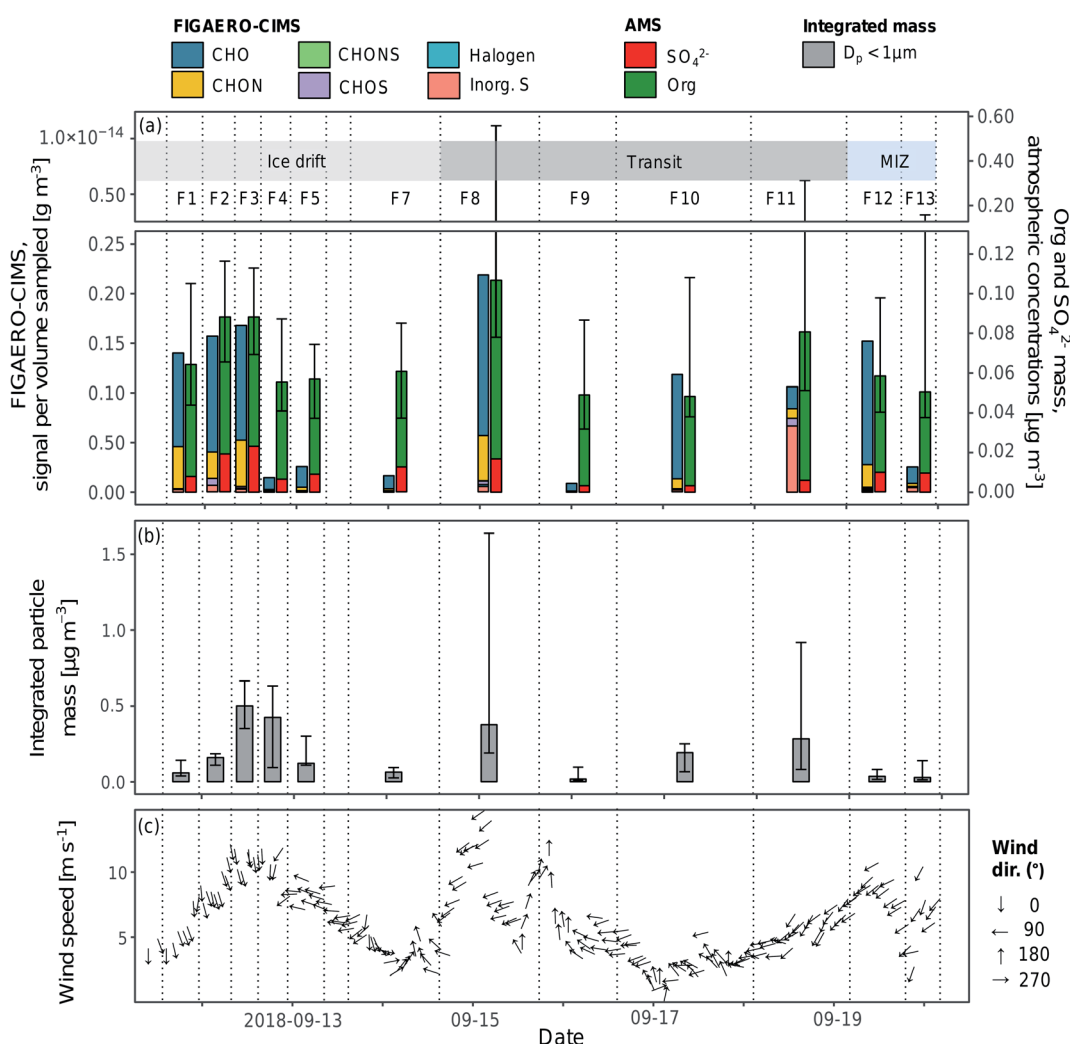 FIGAERO-CIMS
AMS
Integrated mass
CHO
CHONS
Halogen
SO₄²⁻
Dₚ < 1μm
CHON
CHOS
Inorg. S
Org
(a)
1.0×10⁻¹⁴
0.50
0.60
0.40
0.20
Ice drift
Transit
MIZ
F1
F2
F3
F4
F5
F7
F8
F9
F10
F11
F12
F13
FIGAERO-CIMS,
signal per volume sampled [g m⁻³]
0.25
0.20
0.15
0.10
0.50
0.00
0.12
0.10
0.08
0.06
0.04
0.02
0.00
Org and SO₄²⁻ mass,
atmospheric concentrations [μg m⁻³]
(b)
Integrated particle
mass [μg m⁻³]
1.5
1.0
0.5
0.0
(c)
Wind speed [m s⁻¹]
10
5
Wind
dir. (°)
↓ 0
← 90
↑ 180
→ 270
2018-09-13
09-15
09-17
09-19
Date